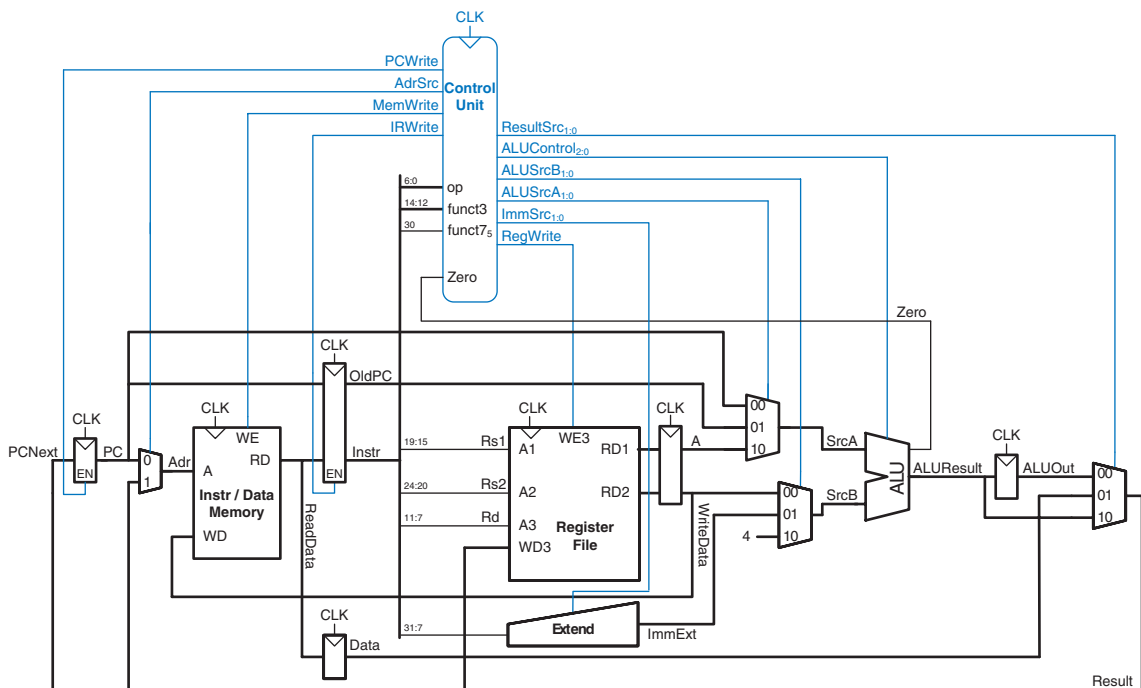 CLK
PCWrite
AdrSrc
MemWrite
IRWrite
Control
Unit
ResultSrc1:0
ALUControl2:0
ALUSrcB1:0
ALUSrcA1:0
ImmSrc1:0
RegWrite
6:0
op
14:12
funct3
30
funct75
Zero
Zero
CLK
OldPC
CLK
PCNext
PC
EN
0
1
Adr
CLK
WE
A
RD
Instr / Data
Memory
WD
ReadData
EN
Instr
19:15
Rs1
24:20
Rs2
11:7
Rd
31:7
CLK
WE3
A1
RD1
A2
RD2
A3
Register
File
WD3
CLK
A
WriteData
00
01
10
SrcA
00
01
4
10
SrcB
ALU
ALUResult
CLK
ALUOut
00
01
10
Extend
ImmExt
CLK
Data
Result